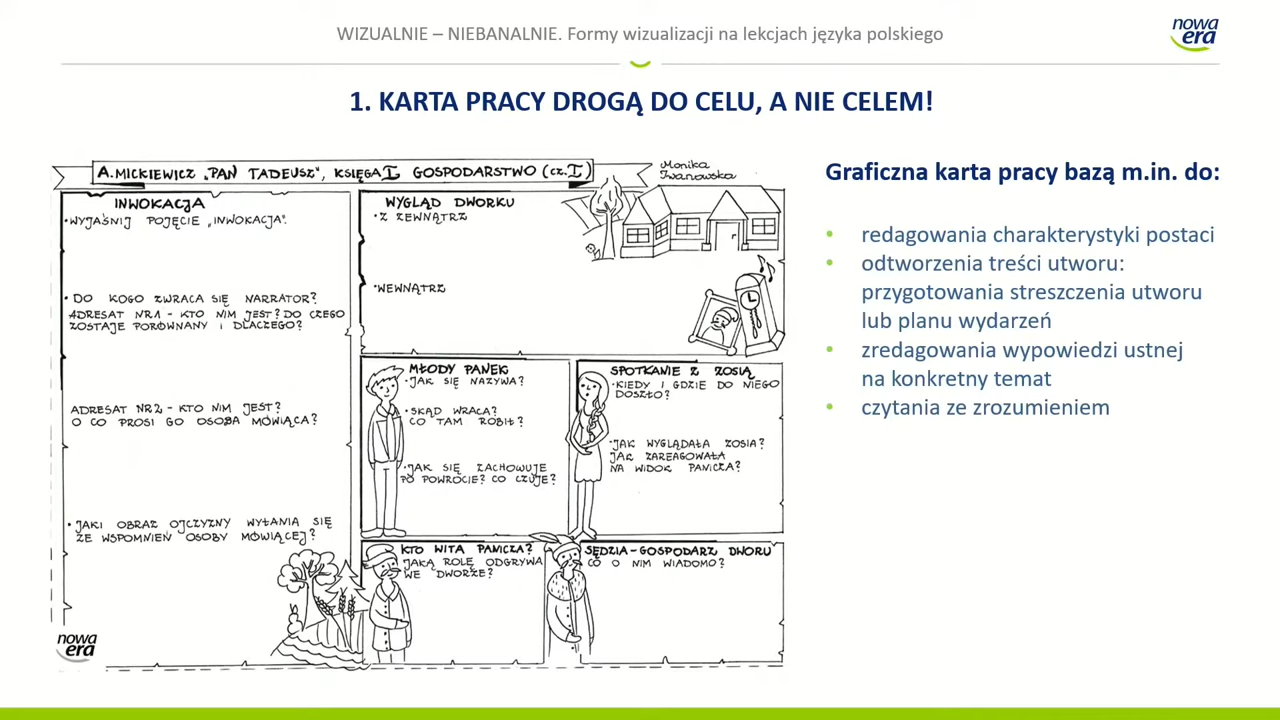 WIZUALNIE – NIEBANALNIE. Formy wizualizacji na lekcjach języka polskiego
nowa
era
1. KARTA PRACY DROGĄ DO CELU, A NIE CELEM!
A. MICKIEWICZ „PAN TADEUSZ", KSIĘGA I GOSPODARSTWO (CZ. I)
Monika
Iwanowska
INWOKACJA
• WYJAŚNIJ POJĘCIE „INWOKACJA".
• DO KOGO ZWRACA SIĘ NARRATOR?
ADRESAT NR 1 - KTO NIM JEST? DO CZEGO
ZOSTAJE PORÓWNANY I DLACZEGO?
ADRESAT NR 2 - KTO NIM JEST?
O CO PROSI GO OSOBA MÓWIĄCA?
• JAKI OBRAZ OJCZYZNY WYŁANIA SIĘ
ZE WSPOMNIEŃ OSOBY MÓWIĄCEJ?
WYGLĄD DWORKU
• Z ZEWNĄTRZ
• WEWNĄTRZ
MŁODY PANEK
• JAK SIĘ NAZYWA?
• SKĄD WRACA?
CO TAM ROBIŁ?
• JAK SIĘ ZACHOWUJE
PO POWROCIE? CO CZUJE?
SPOTKANIE Z ZOSIĄ
• KIEDY I GDZIE DO NIEGO
DOSZŁO?
• JAK WYGLĄDAŁA ZOSIA?
JAK ZAREAGOWAŁA
NA WIDOK PANICZA?
KTO WITA PANICZA?
JAKĄ ROLĘ ODGRYWA
WE DWORZE?
SĘDZIA - GOSPODARZ DWORU
CO O NIM WIADOMO?
nowa
era
Graficzna karta pracy bazą m.in. do:
• redagowania charakterystyki postaci
• odtworzenia treści utworu:
przygotowania streszczenia utworu
lub planu wydarzeń
• zredagowania wypowiedzi ustnej
na konkretny temat
• czytania ze zrozumieniem